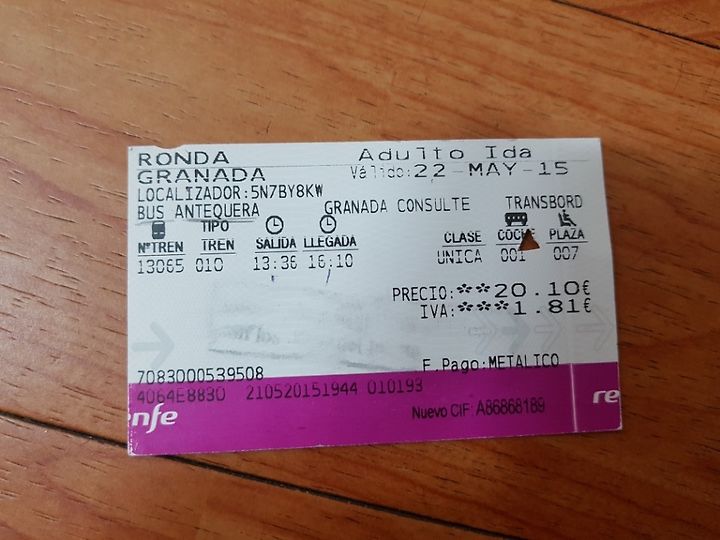 RONDA Adulto Ida
GRANADA Válido:22-MAY-15
LOCALIZADOR:5N7BY8KW
BUS ANTEQUERA GRANADA CONSULTE TRANSBORD
NºTREN TIPO TREN SALIDA LLEGADA CLASE COCHE PLAZA
13065 010 13:36 16:10 UNICA 001 007
PRECIO:**20.10€
IVA:***1.81€
F.Pago:METALICO
7083000539508
4064E8830 210520151944 010193
nfe Nuevo CIF: A86868189 re